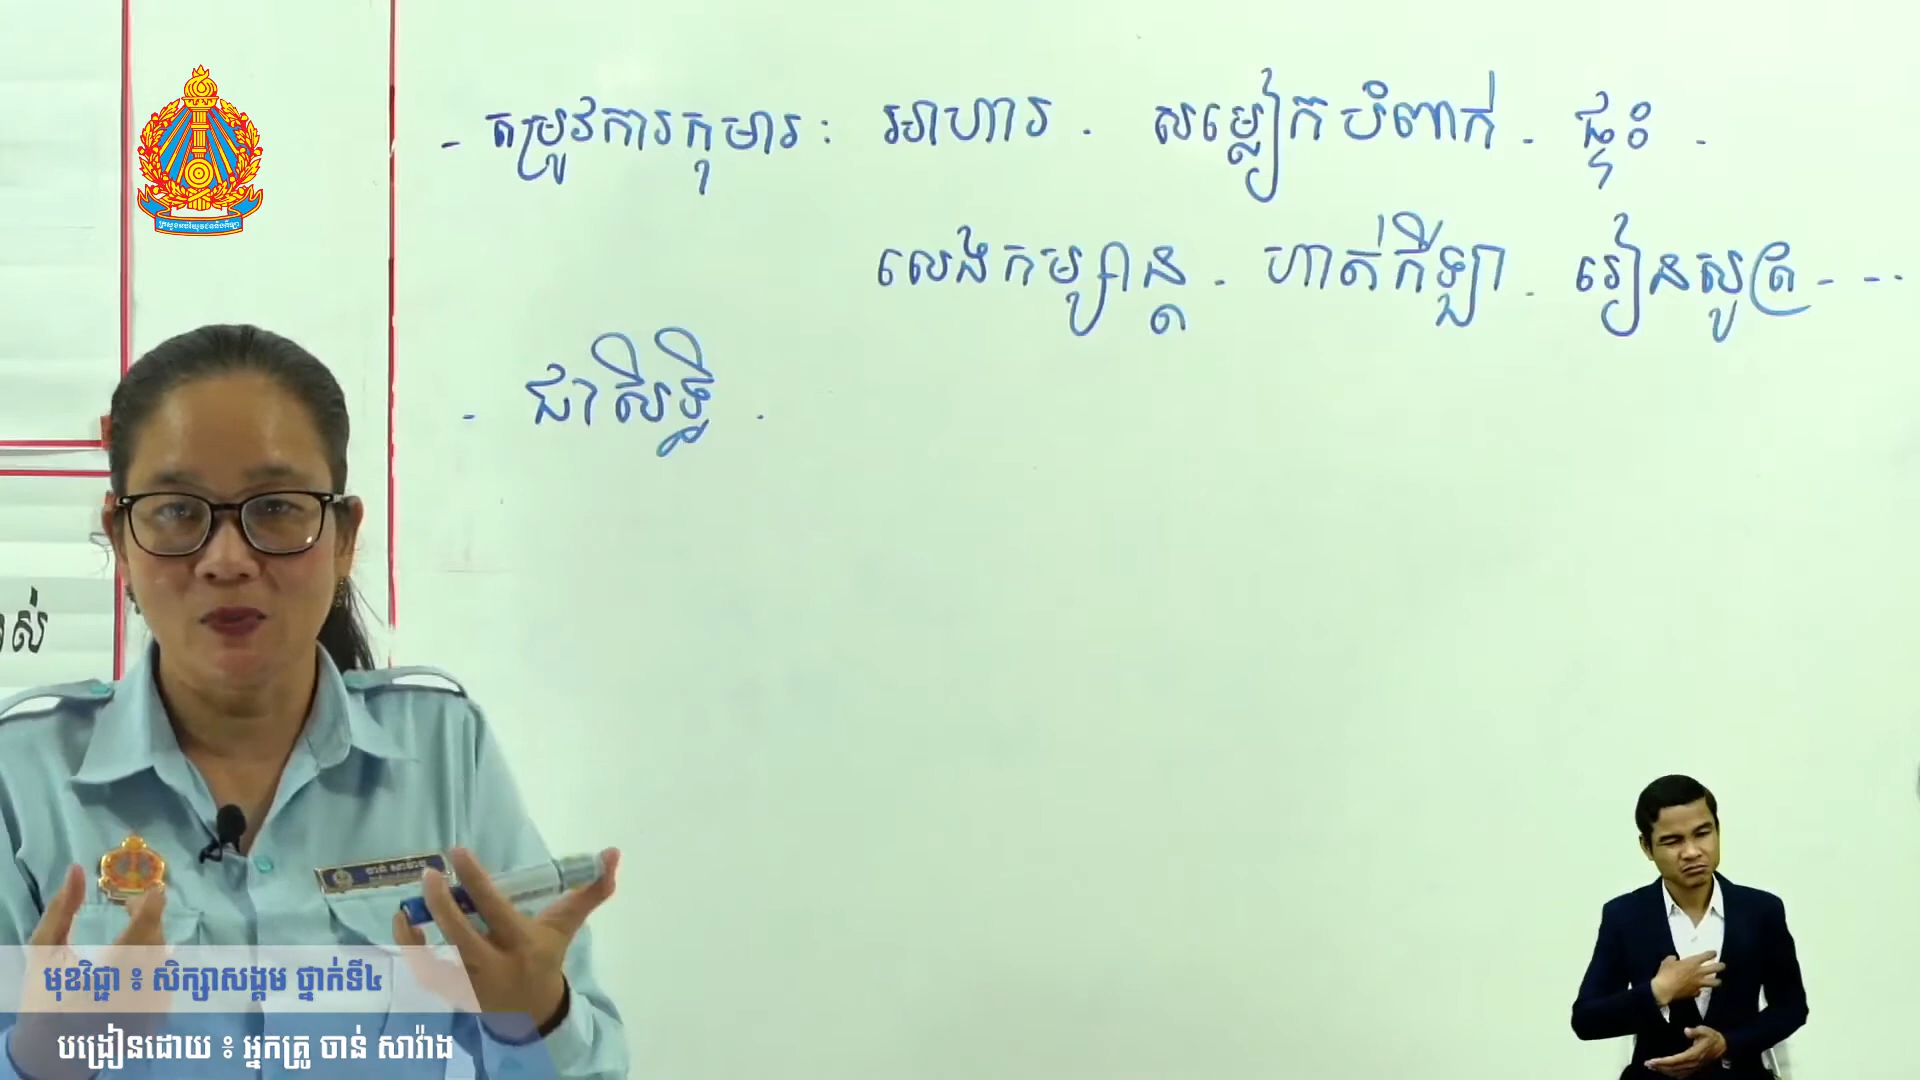 - តម្រូវការកុមារ: អាហារ . សម្លៀកបំពាក់ . ផ្ទះ .
លេងកម្សាន្ត . ហាត់កីឡា . រៀនសូត្រ - --
- ជាសិទ្ធិ .
មុខវិជ្ជា ៖ សិក្សាសង្គម ថ្នាក់ទី៤
បង្រៀនដោយ ៖ អ្នកគ្រូ ចាន់ សាវ៉ាង